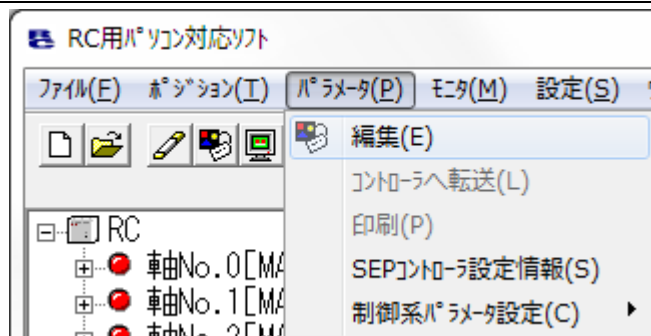 RC用ﾊﾟｿｺﾝ対応ｿﾌﾄ
ﾌｧｲﾙ(F) ﾎﾟｼﾞｼｮﾝ(T) ﾊﾟﾗﾒｰﾀ(P) ﾓﾆﾀ(M) 設定(S)
編集(E)
ｺﾝﾄﾛｰﾗへ転送(L)
印刷(P)
SEPｺﾝﾄﾛｰﾗ設定情報(S)
制御系ﾊﾟﾗﾒｰﾀ設定(C)
RC
軸No.0[MA
軸No.1[MA